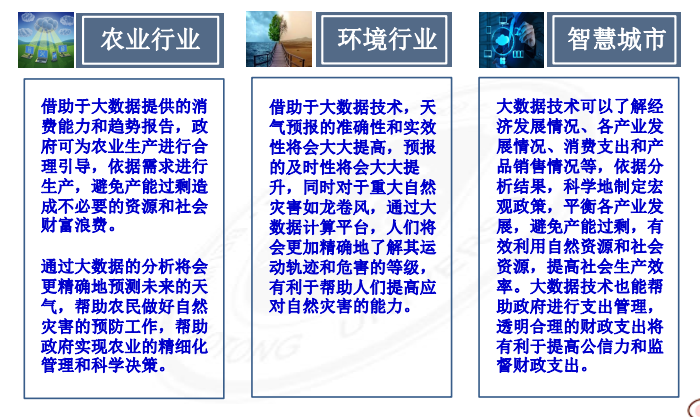 农业行业
借助于大数据提供的消
费能力和趋势报告，政
府可为农业生产进行合
理引导，依据需求进行
生产，避免产能过剩造
成不必要的资源和社会
财富浪费。
通过大数据的分析将会
更精确地预测未来的天
气，帮助农民做好自然
灾害的预防工作，帮助
政府实现农业的精细化
管理和科学决策。
环境行业
借助于大数据技术，天
气预报的准确性和实效
性将会大大提高，预报
的及时性将会大大提
升，同时对于重大自然
灾害如龙卷风，通过大
数据计算平台，人们将
会更加精确地了解其运
动轨迹和危害的等级，
有利于帮助人们提高应
对自然灾害的能力。
智慧城市
大数据技术可以了解经
济发展情况、各产业发
展情况、消费支出和产
品销售情况等，依据分
析结果，科学地制定宏
观政策，平衡各产业发
展，避免产能过剩，有
效利用自然资源和社会
资源，提高社会生产效
率。大数据技术也能帮
助政府进行支出管理，
透明合理的财政支出将
有利于提高公信力和监
督财政支出。